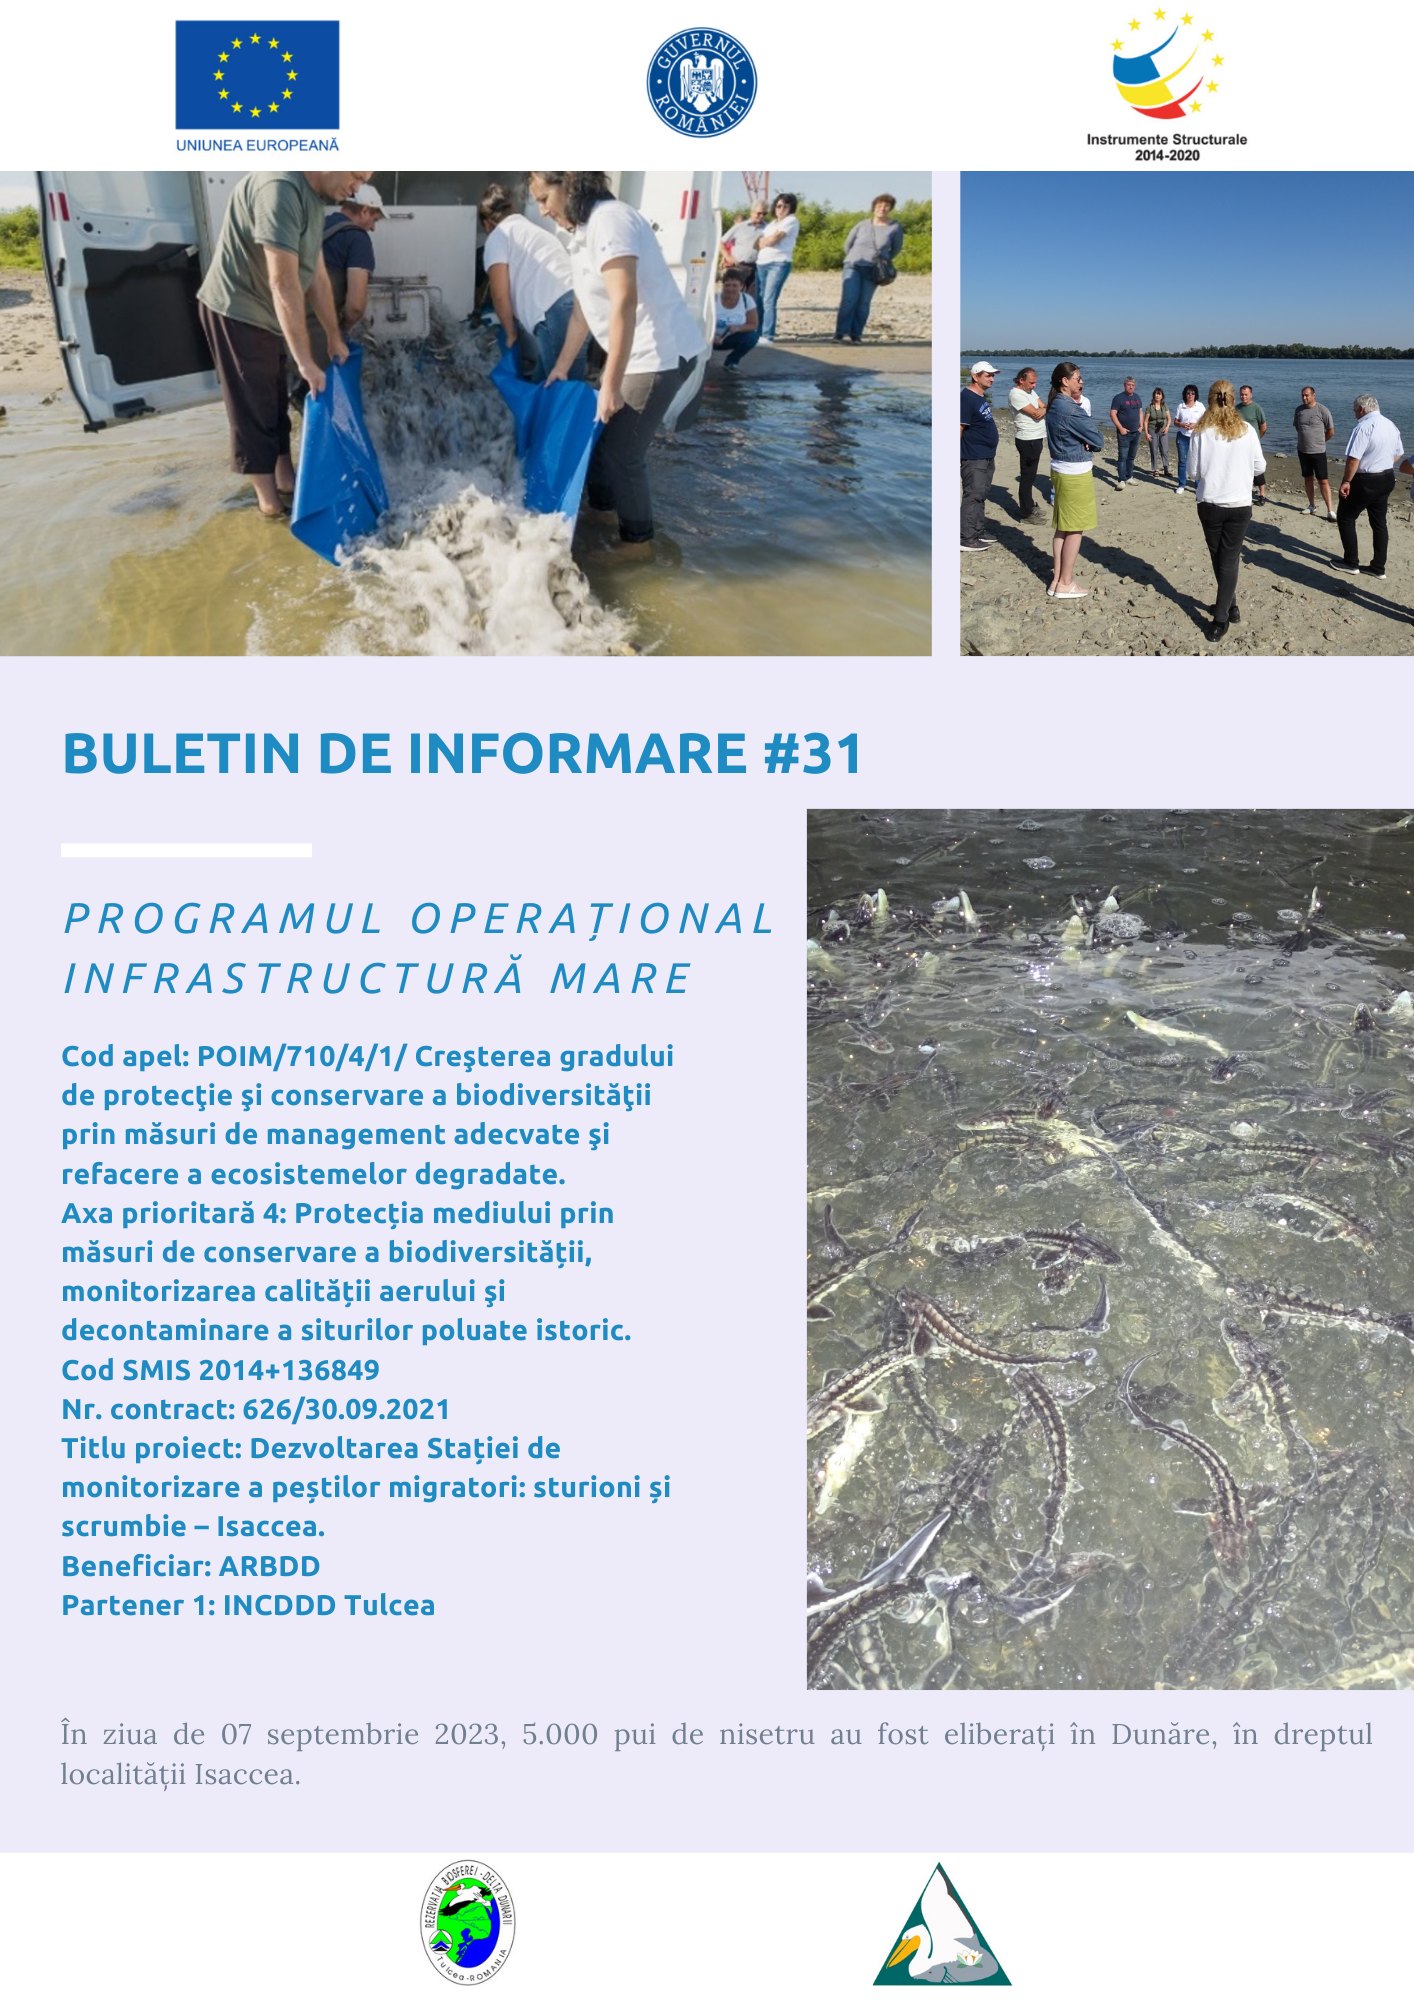 UNIUNEA EUROPEANĂ
GUVERNUL ROMÂNIEI
Instrumente Structurale
2014-2020
BULETIN DE INFORMARE #31
PROGRAMUL OPERAȚIONAL
INFRASTRUCTURĂ MARE
Cod apel: POIM/710/4/1/ Creşterea gradului
de protecţie şi conservare a biodiversităţii
prin măsuri de management adecvate şi
refacere a ecosistemelor degradate.
Axa prioritară 4: Protecția mediului prin
măsuri de conservare a biodiversității,
monitorizarea calității aerului şi
decontaminare a siturilor poluate istoric.
Cod SMIS 2014+136849
Nr. contract: 626/30.09.2021
Titlu proiect: Dezvoltarea Stației de
monitorizare a peștilor migratori: sturioni și
scrumbie – Isaccea.
Beneficiar: ARBDD
Partener 1: INCDDD Tulcea
În ziua de 07 septembrie 2023, 5.000 pui de nisetru au fost eliberați în Dunăre, în dreptul
localității Isaccea.
REZERVATIA BIOSFEREI - DELTA DUNARII
Tulcea - ROMANIA